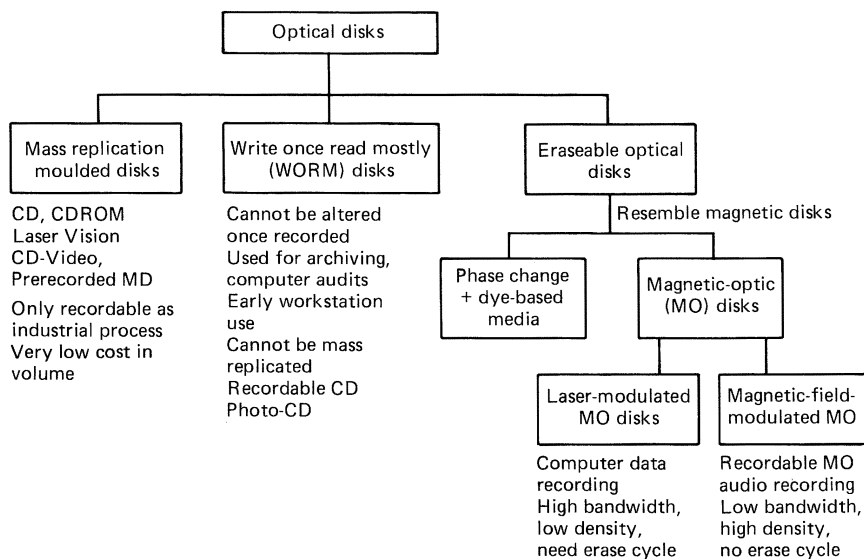 Optical disks
Mass replication
moulded disks
CD, CDROM
Laser Vision
CD-Video,
Prerecorded MD
Only recordable as
industrial process
Very low cost in
volume
Write once read mostly
(WORM) disks
Cannot be altered
once recorded
Used for archiving,
computer audits
Early workstation
use
Cannot be mass
replicated
Recordable CD
Photo-CD
Eraseable optical
disks
Resemble magnetic disks
Phase change
+ dye-based
media
Magnetic-optic
(MO) disks
Laser-modulated
MO disks
Computer data
recording
High bandwidth,
low density,
need erase cycle
Magnetic-field-
modulated MO
Recordable MO
audio recording
Low bandwidth,
high density,
no erase cycle